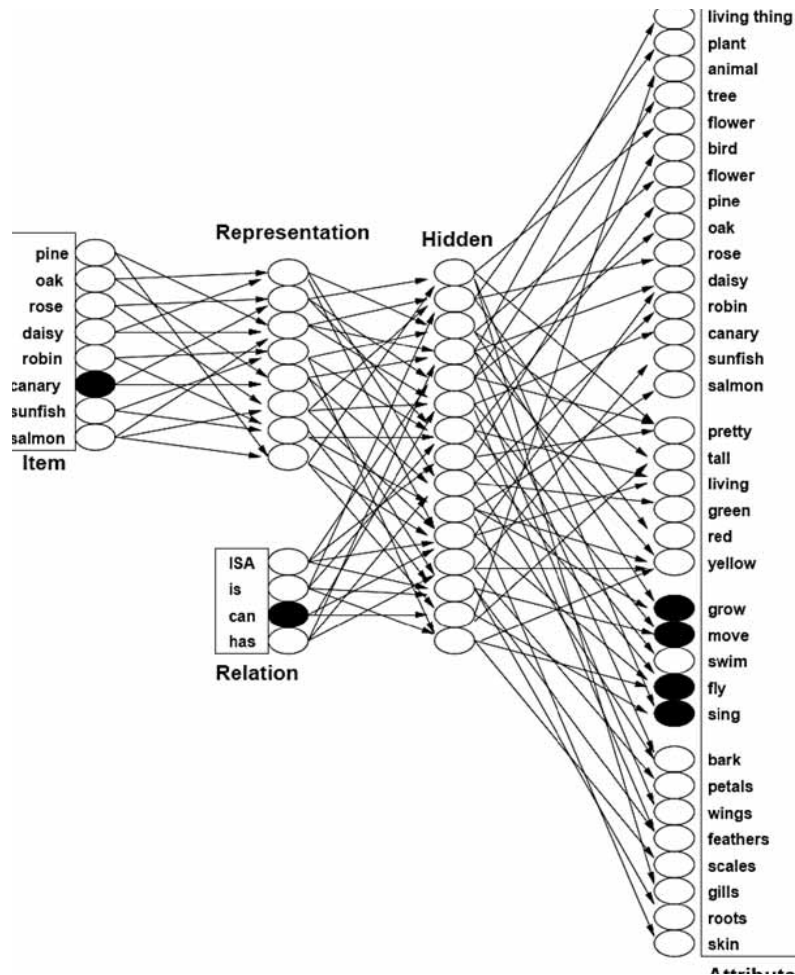 Representation
Hidden
pine
oak
rose
daisy
robin
canary
sunfish
salmon
Item
ISA
is
can
has
Relation
living thing
plant
animal
tree
flower
bird
flower
pine
oak
rose
daisy
robin
canary
sunfish
salmon
pretty
tall
living
green
red
yellow
grow
move
swim
fly
sing
bark
petals
wings
feathers
scales
gills
roots
skin
Attribute